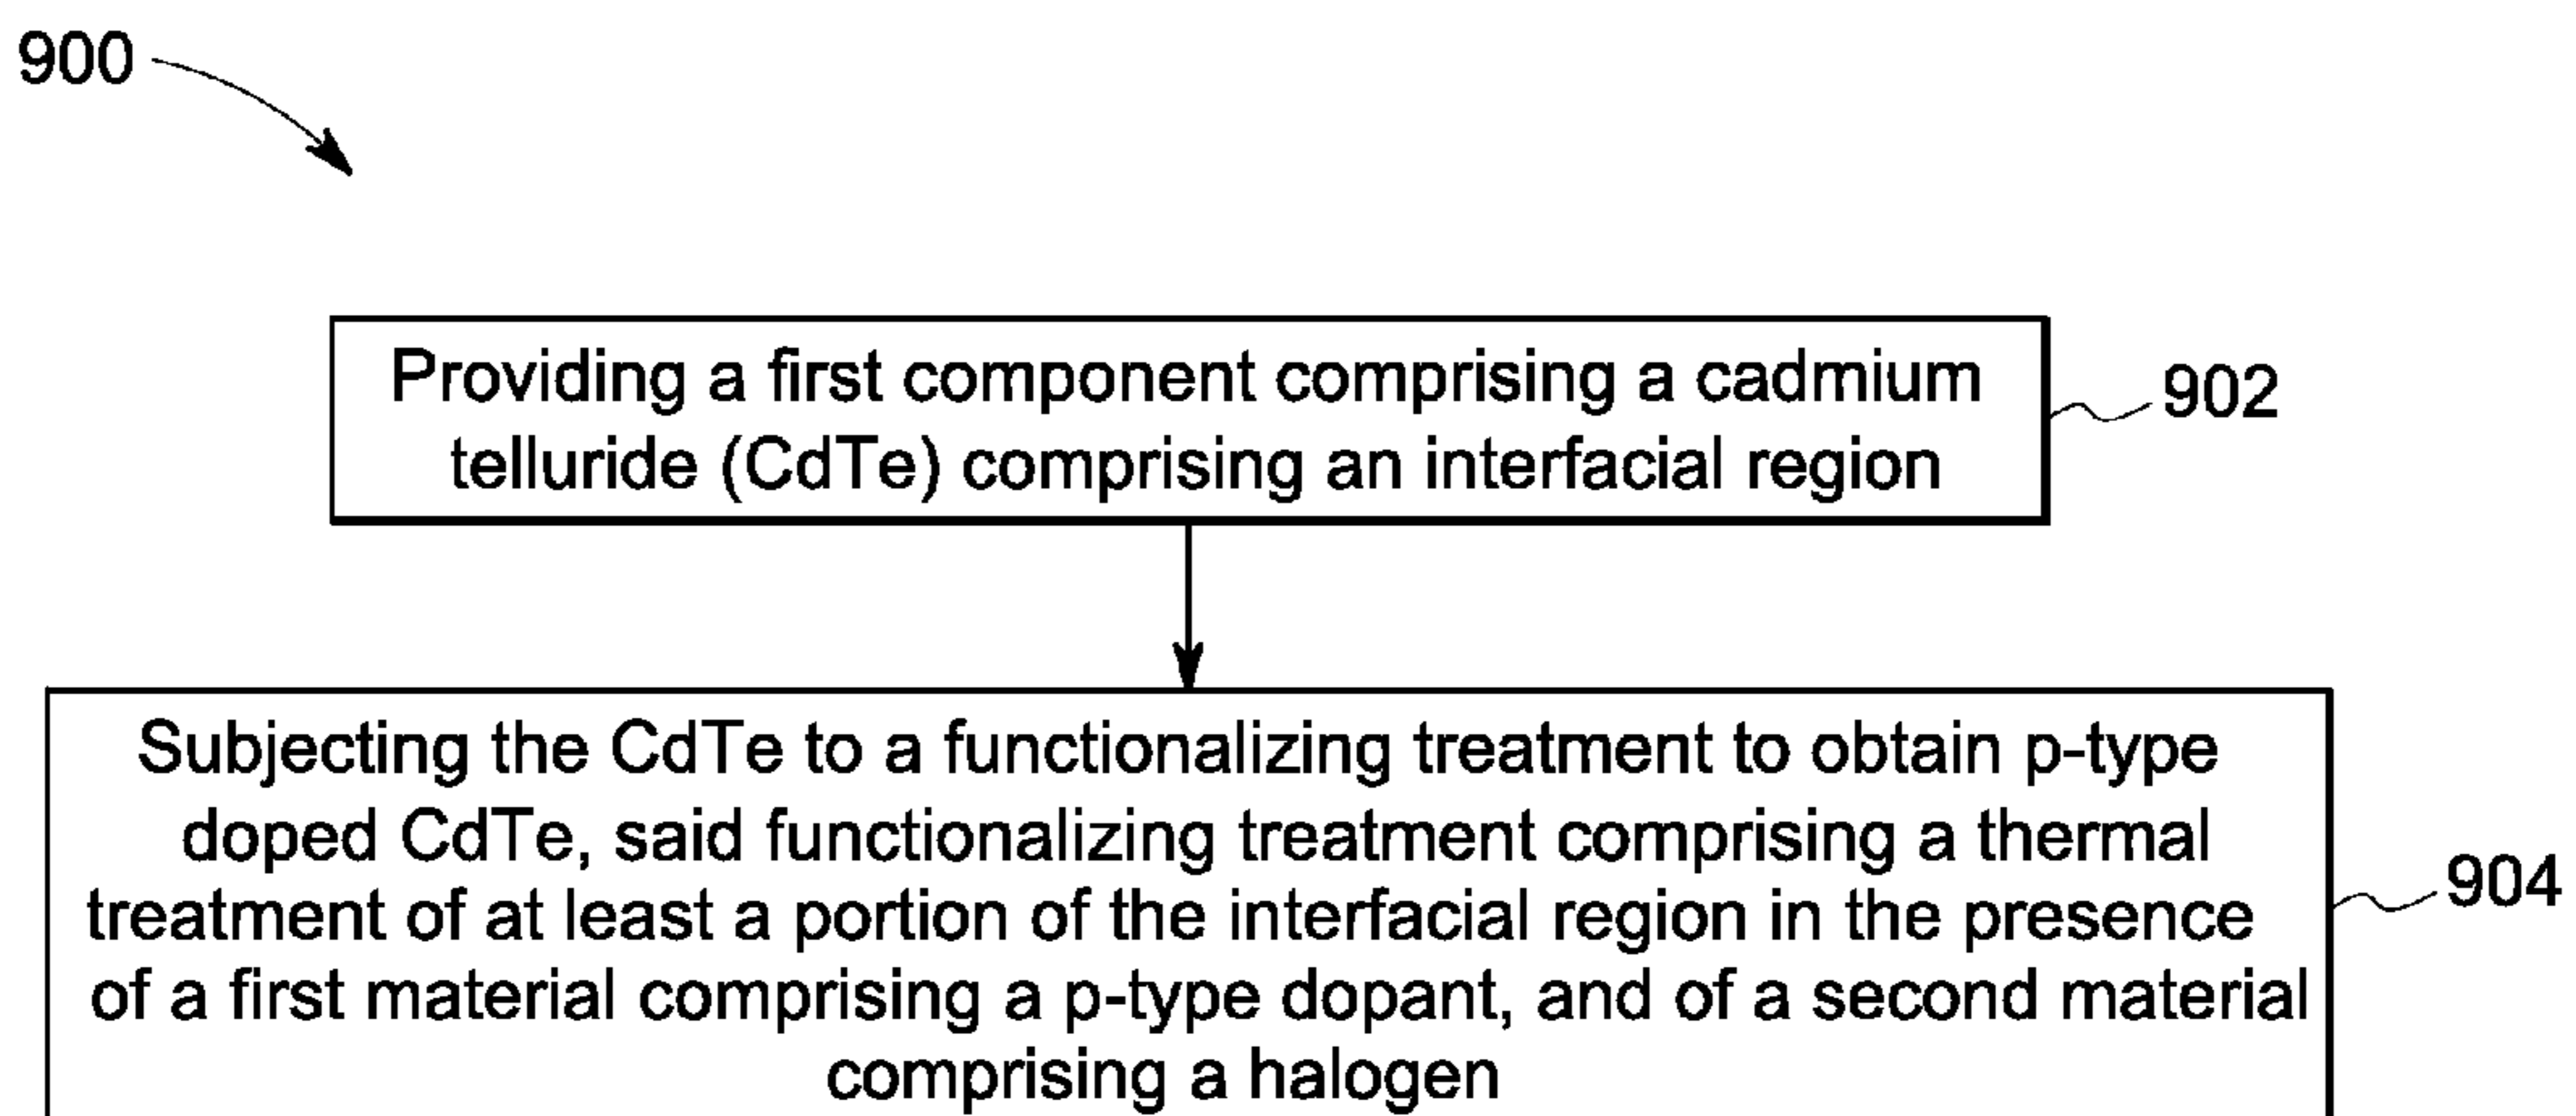 900
Providing a first component comprising a cadmium
telluride (CdTe) comprising an interfacial region
902
Subjecting the CdTe to a functionalizing treatment to obtain p-type
doped CdTe, said functionalizing treatment comprising a thermal
treatment of at least a portion of the interfacial region in the presence
of a first material comprising a p-type dopant, and of a second material
comprising a halogen
904